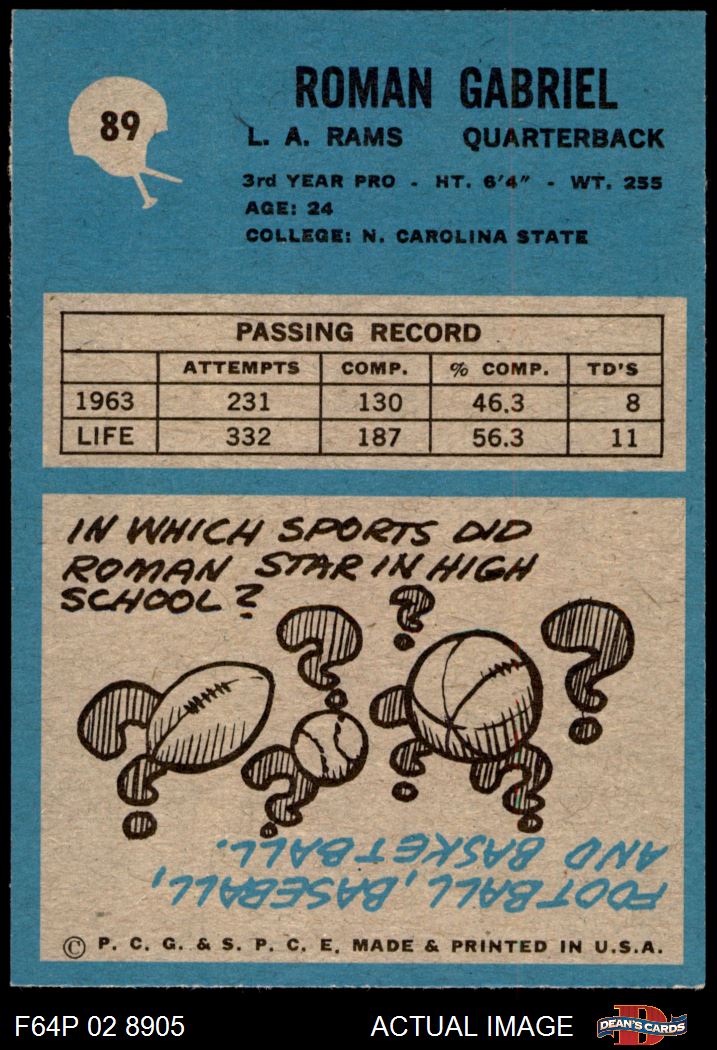 89
ROMAN GABRIEL
L. A. RAMS QUARTERBACK
3rd YEAR PRO - HT. 6'4" - WT. 255
AGE: 24
COLLEGE: N. CAROLINA STATE
PASSING RECORD
ATTEMPTS COMP. % COMP. TD'S
1963 231 130 46.3 8
LIFE 332 187 56.3 11
IN WHICH SPORTS DID
ROMAN STAR IN HIGH
SCHOOL?
FOOTBALL, BASEBALL,
AND BASKETBALL.
© P. C. G. & S. P. C. E. MADE & PRINTED IN U.S.A.
F64P 02 8905 ACTUAL IMAGE D DEAN'S CARDS